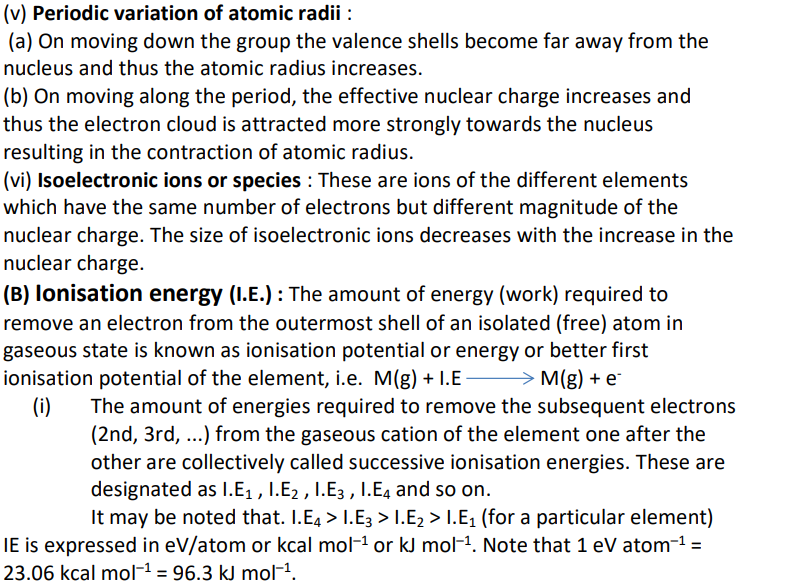 (v) Periodic variation of atomic radii :
(a) On moving down the group the valence shells become far away from the
nucleus and thus the atomic radius increases.
(b) On moving along the period, the effective nuclear charge increases and
thus the electron cloud is attracted more strongly towards the nucleus
resulting in the contraction of atomic radius.
(vi) Isoelectronic ions or species : These are ions of the different elements
which have the same number of electrons but different magnitude of the
nuclear charge. The size of isoelectronic ions decreases with the increase in the
nuclear charge.
(B) Ionisation energy (I.E.) : The amount of energy (work) required to
remove an electron from the outermost shell of an isolated (free) atom in
gaseous state is known as ionisation potential or energy or better first
ionisation potential of the element, i.e. M(g) + I.E ⟶ M(g) + e⁻
(i) The amount of energies required to remove the subsequent electrons
(2nd, 3rd, ...) from the gaseous cation of the element one after the
other are collectively called successive ionisation energies. These are
designated as I.E₁ , I.E₂ , I.E₃ , I.E₄ and so on.
It may be noted that. I.E₄ > I.E₃ > I.E₂ > I.E₁ (for a particular element)
IE is expressed in eV/atom or kcal mol⁻¹ or kJ mol⁻¹. Note that 1 eV atom⁻¹ =
23.06 kcal mol⁻¹ = 96.3 kJ mol⁻¹.